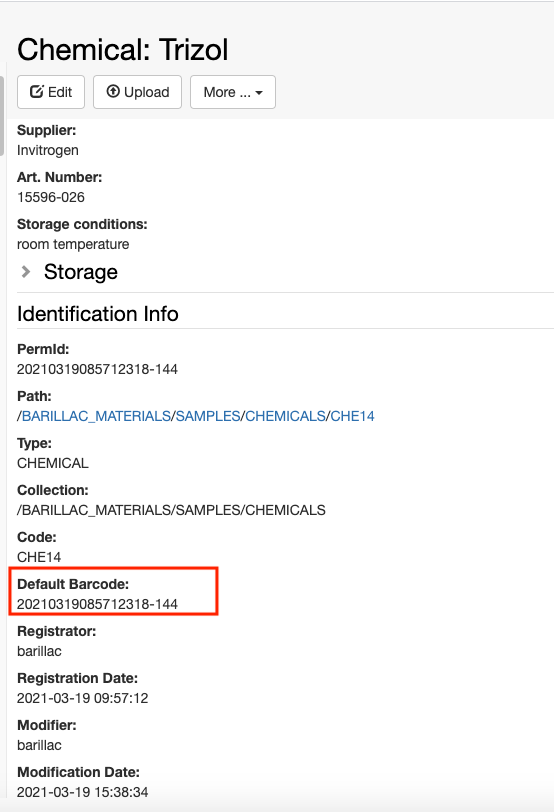 Chemical: Trizol
Edit Upload More ...
Supplier:
Invitrogen
Art. Number:
15596-026
Storage conditions:
room temperature
Storage
Identification Info
PermId:
20210319085712318-144
Path:
/BARILLAC_MATERIALS/SAMPLES/CHEMICALS/CHE14
Type:
CHEMICAL
Collection:
/BARILLAC_MATERIALS/SAMPLES/CHEMICALS
Code:
CHE14
Default Barcode:
20210319085712318-144
Registrator:
barillac
Registration Date:
2021-03-19 09:57:12
Modifier:
barillac
Modification Date:
2021-03-19 15:38:34